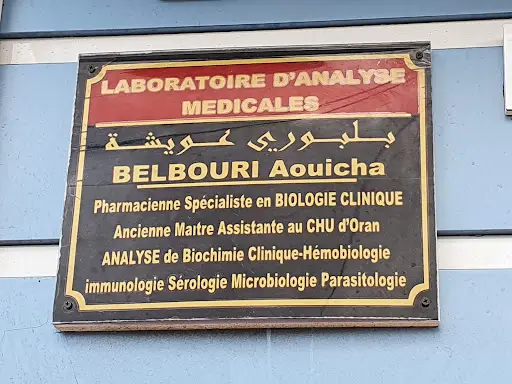 LABORATOIRE D'ANALYSE
MEDICALES
بلبوري عويشة
BELBOURI Aouicha
Pharmacienne Spécialiste en BIOLOGIE CLINIQUE
Ancienne Martre Assistante au CHU d'Oran
ANALYSE de Biochimie Clinique-Hémobiologie
immunologie Sérologie Microbiologie Parasitologie